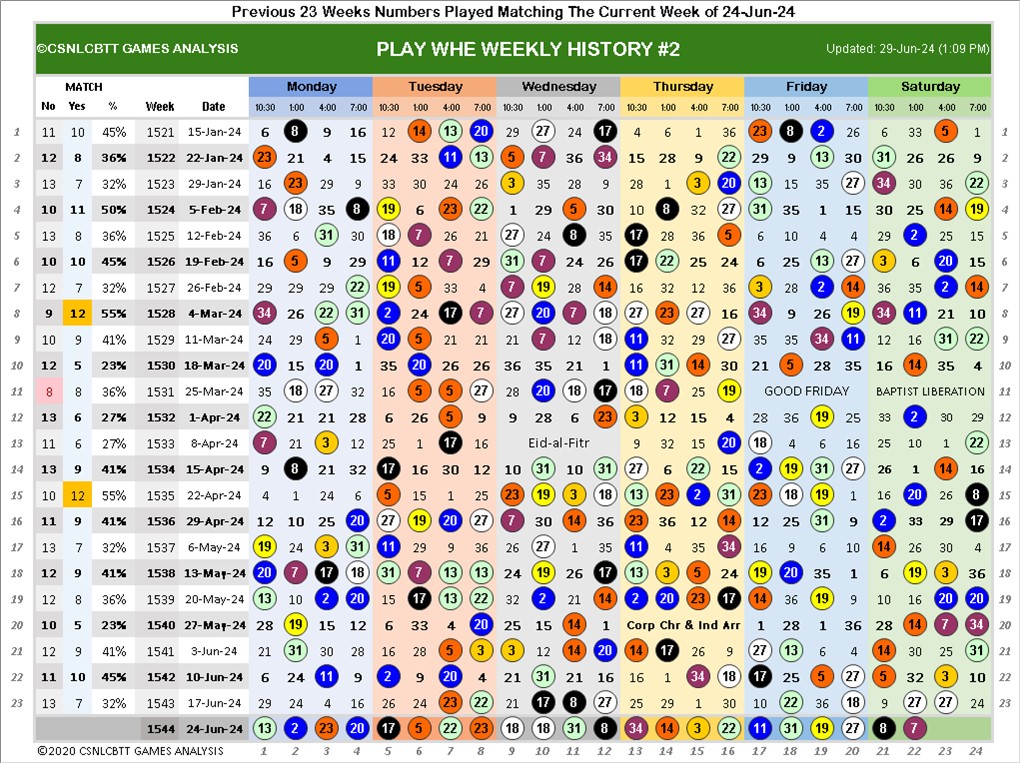 Previous 23 Weeks Numbers Played Matching The Current Week of 24-Jun-24
©CSNLCBTT GAMES ANALYSIS PLAY WHE WEEKLY HISTORY #2 Updated: 29-Jun-24 (1:09 PM)
MATCH Monday Tuesday Wednesday Thursday Friday Saturday
No Yes % Week Date 10:30 1:00 4:00 7:00 10:30 1:00 4:00 7:00 10:30 1:00 4:00 7:00 10:30 1:00 4:00 7:00 10:30 1:00 4:00 7:00 10:30 1:00 4:00 7:00
1 11 10 45% 1521 15-Jan-24 6 8 9 16 12 14 13 20 29 27 24 17 4 6 1 36 23 8 2 26 6 33 5 1 1
2 12 8 36% 1522 22-Jan-24 23 21 4 15 24 33 11 13 5 7 36 34 15 28 9 22 29 9 13 30 31 26 26 9 2
3 13 7 32% 1523 29-Jan-24 16 23 29 9 33 30 24 26 3 35 28 9 28 1 3 20 13 15 35 27 34 30 36 22 3
4 10 11 50% 1524 5-Feb-24 7 18 35 8 19 6 23 22 1 29 5 30 10 8 32 27 31 35 1 15 30 25 14 19 4
5 13 8 36% 1525 12-Feb-24 36 6 31 30 18 7 26 21 27 24 8 35 17 28 36 5 6 10 4 4 29 2 25 15 5
6 10 10 45% 1526 19-Feb-24 16 5 9 29 11 12 7 29 31 7 24 26 17 22 25 24 6 25 13 27 3 6 20 15 6
7 12 7 32% 1527 26-Feb-24 29 29 29 22 19 5 33 4 7 19 28 14 16 32 12 36 3 28 2 14 36 35 2 14 7
8 9 12 55% 1528 4-Mar-24 34 26 22 31 2 24 17 7 27 20 7 18 27 23 27 16 34 9 26 19 34 11 21 10 8
9 10 9 41% 1529 11-Mar-24 24 29 5 1 20 5 21 26 21 7 12 18 11 32 29 27 35 35 34 11 12 16 31 22 9
10 12 5 23% 1530 18-Mar-24 20 15 20 1 35 20 26 26 36 35 21 1 11 31 14 30 21 5 28 10 16 14 35 4 10
11 8 8 36% 1531 25-Mar-24 35 18 27 32 16 5 5 27 28 20 18 17 18 7 25 19 GOOD FRIDAY BAPTIST LIBERATION 11
12 13 6 27% 1532 1-Apr-24 22 21 21 28 6 26 5 9 9 28 6 23 3 12 15 4 28 36 19 25 33 2 30 29 12
13 11 6 27% 1533 8-Apr-24 7 21 3 12 25 1 17 16 Eid-al-Fitr 9 32 15 20 18 4 6 16 25 10 1 22 13
14 13 9 41% 1534 15-Apr-24 9 8 21 32 17 16 30 12 10 31 10 31 27 6 22 15 2 19 31 27 26 1 14 16 14
15 10 12 55% 1535 22-Apr-24 4 1 24 6 5 15 1 25 23 19 3 18 13 23 2 31 23 18 19 1 16 20 26 8 15
16 11 9 41% 1536 29-Apr-24 12 10 25 20 27 19 20 27 7 30 14 36 23 36 12 14 12 25 31 9 2 33 29 17 16
17 13 7 32% 1537 6-May-24 19 24 3 31 11 29 9 36 26 27 1 35 11 4 35 34 16 9 6 10 14 26 30 4 17
18 12 9 41% 1538 13-May-24 20 7 17 18 31 7 13 13 24 19 26 17 13 3 5 24 19 20 35 1 6 19 3 36 18
19 12 8 36% 1539 20-May-24 13 10 2 20 15 17 13 22 32 2 21 14 2 20 23 17 14 36 19 9 10 16 20 20 19
20 10 5 23% 1540 27-May-24 28 19 15 12 6 33 4 20 25 15 14 1 Corp Chr & Ind Arr 1 28 1 36 28 14 7 34 20
21 12 9 41% 1541 3-Jun-24 21 31 30 28 16 28 5 3 3 12 14 20 14 17 26 9 27 13 6 4 14 30 25 31 21
22 11 10 45% 1542 10-Jun-24 6 24 11 9 2 9 20 4 21 31 21 16 16 1 34 18 17 25 5 27 5 32 3 10 22
23 13 7 32% 1543 17-Jun-24 29 24 4 16 26 24 23 22 10 17 8 31 25 29 1 30 10 22 36 18 9 27 27 24 23
1544 24-Jun-24 13 2 23 20 17 5 22 23 18 18 31 8 34 14 3 22 11 31 19 27 8 7
©2020 CSNLCBTT GAMES ANALYSIS 1 2 3 4 5 6 7 8 9 10 11 12 13 14 15 16 17 18 19 20 21 22 23 24